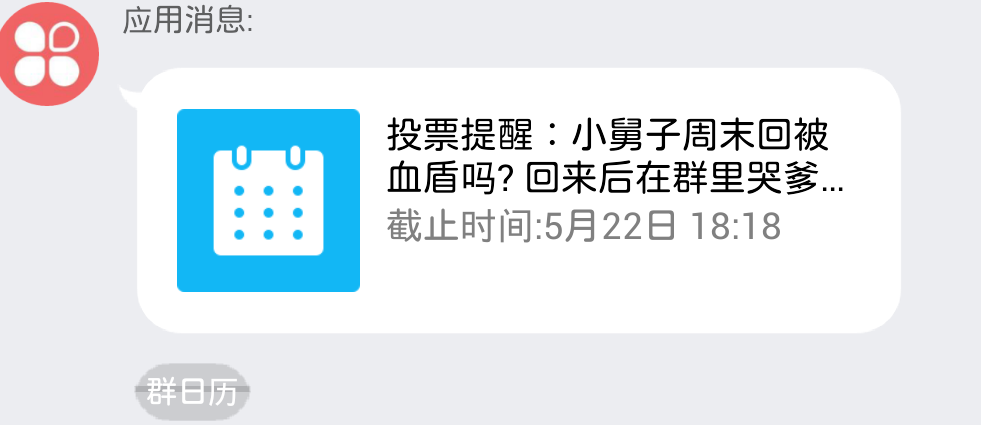 应用消息:
投票提醒：小舅子周末回被
血盾吗? 回来后在群里哭爹...
截止时间:5月22日 18:18
群日历